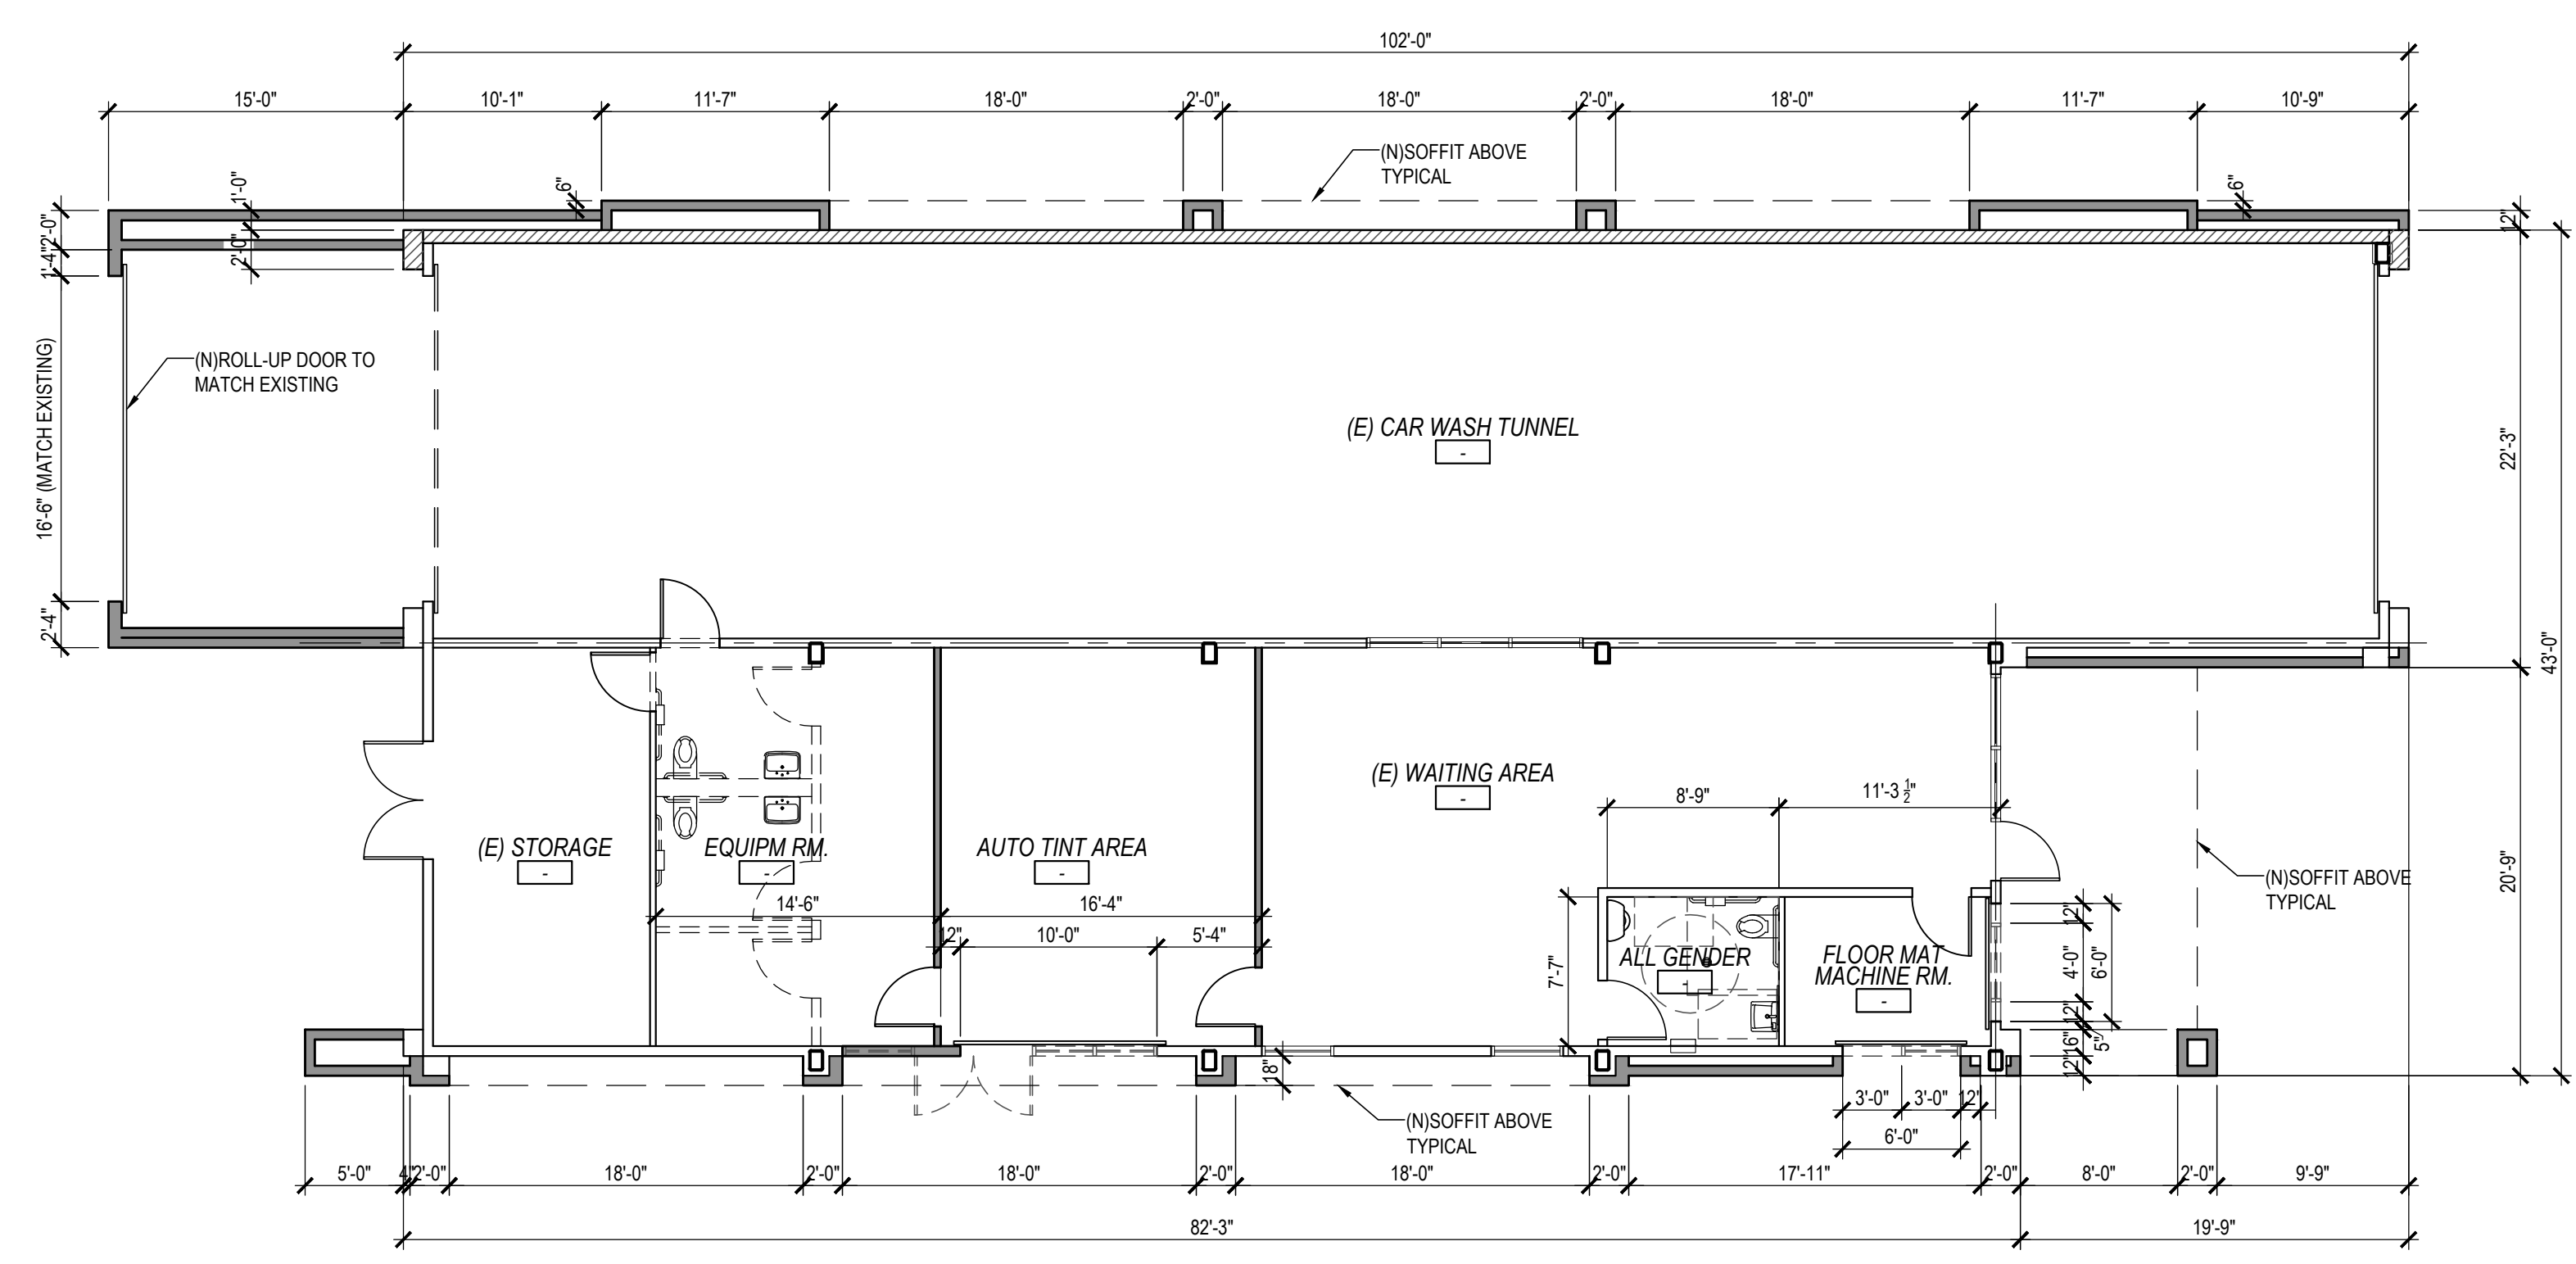 102'-0"
15'-0" 10'-1" 11'-7" 18'-0" 2'-0" 18'-0" 2'-0" 18'-0" 11'-7" 10'-9"
(N)SOFFIT ABOVE
TYPICAL
1'-0"
6"
6"
2'-0"
2'-0"
1'-4"
12"
(N)ROLL-UP DOOR TO
MATCH EXISTING
16'-6" (MATCH EXISTING)
(E) CAR WASH TUNNEL
-
22'-3"
2'-4"
43'-0"
(E) WAITING AREA
-
8'-9" 11'-3 1/2"
(E) STORAGE
-
EQUIPM RM.
-
AUTO TINT AREA
-
14'-6" 16'-4"
12" 10'-0" 5'-4"
(N)SOFFIT ABOVE
TYPICAL
20'-9"
7'-7"
ALL GENDER
-
FLOOR MAT
MACHINE RM.
-
12"
4'-0"
6'-0"
12"
16"
5"
12"
18"
3'-0" 3'-0" 12"
6'-0"
(N)SOFFIT ABOVE
TYPICAL
5'-0" 4" 2'-0" 18'-0" 2'-0" 18'-0" 2'-0" 18'-0" 2'-0" 17'-11" 2'-0" 8'-0" 2'-0" 9'-9"
82'-3" 19'-9"